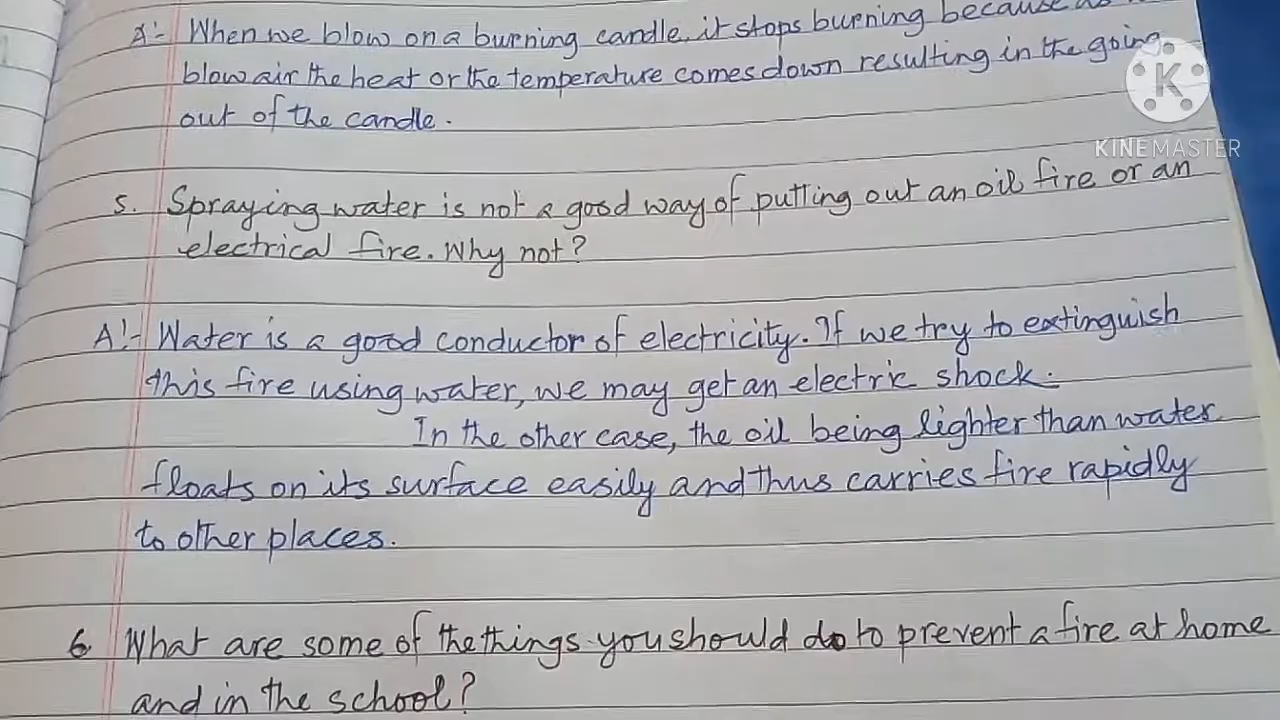 A:- When we blow on a burning candle, it stops burning because as
blow air the heat or the temperature comes down resulting in the going
out of the candle.
5. Spraying water is not a good way of putting out an oil fire or an
electrical fire. Why not?
A:- Water is a good conductor of electricity. If we try to extinguish
this fire using water, we may get an electric shock.
In the other case, the oil being lighter than water
floats on its surface easily and thus carries fire rapidly
to other places.
6 What are some of the things you should do to prevent a fire at home
and in the school?
K
KINEMASTER